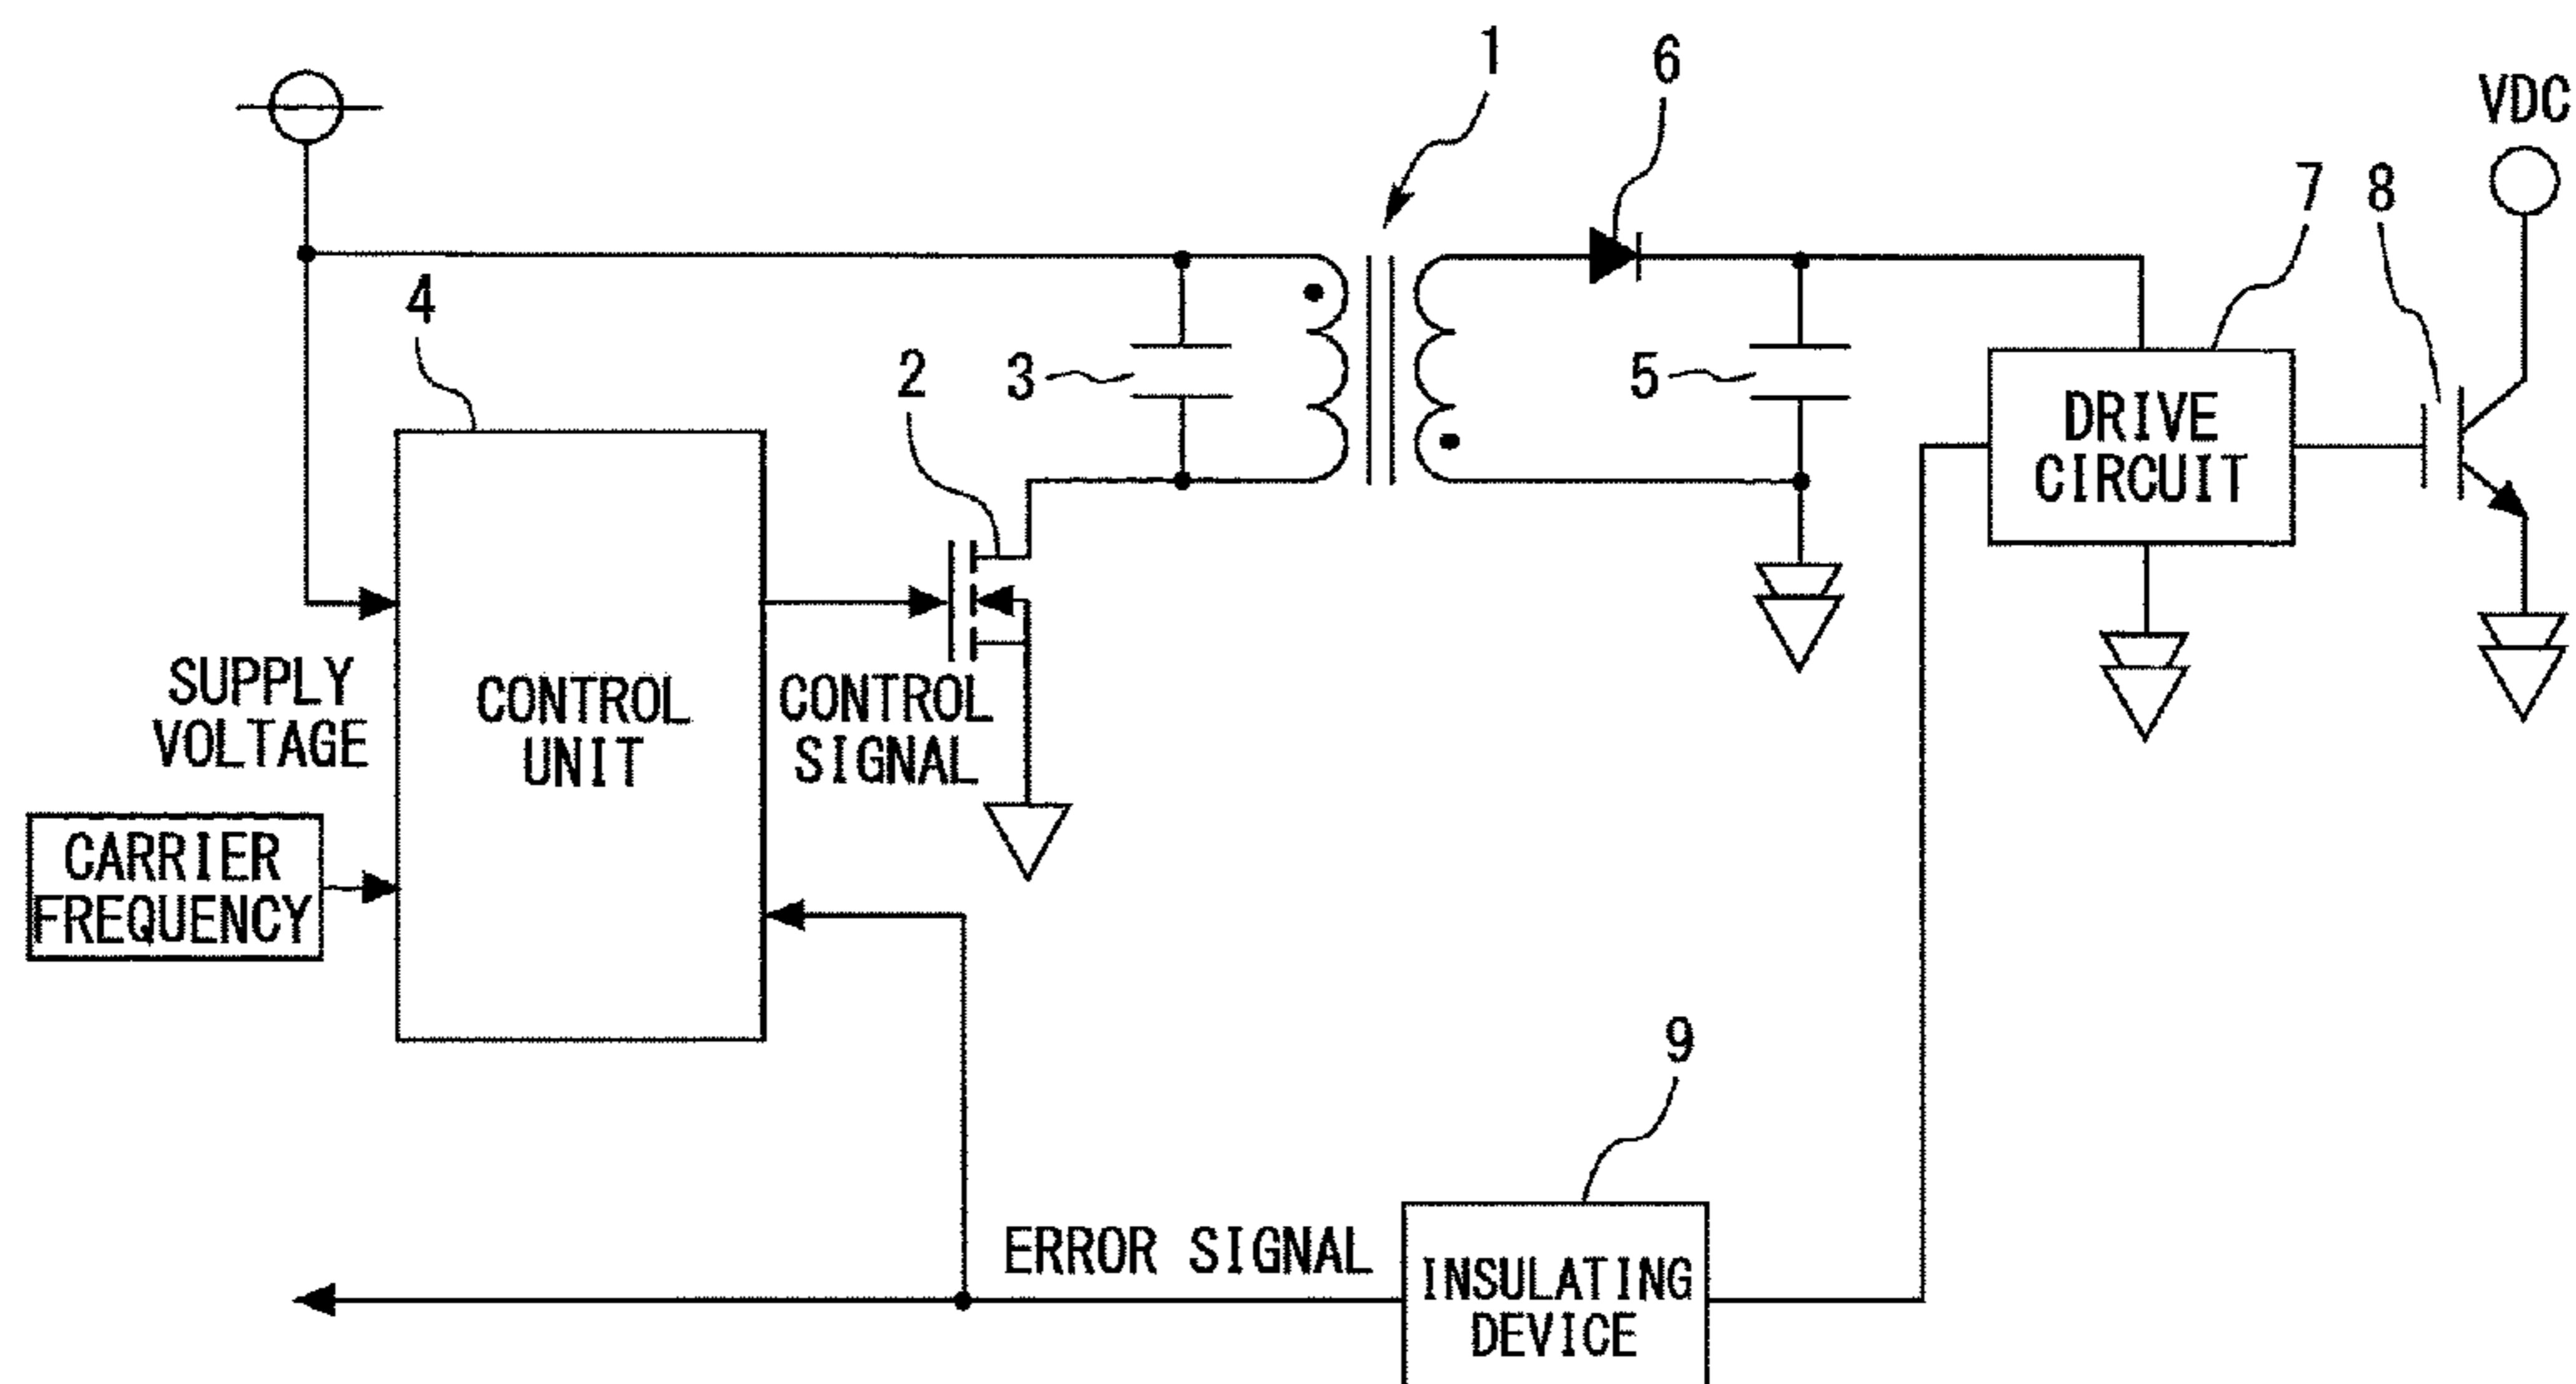 1
6
VDC
7
8
4
2
3
5
DRIVE
CIRCUIT
SUPPLY
VOLTAGE
CONTROL
UNIT
CONTROL
SIGNAL
CARRIER
FREQUENCY
9
ERROR SIGNAL
INSULATING
DEVICE